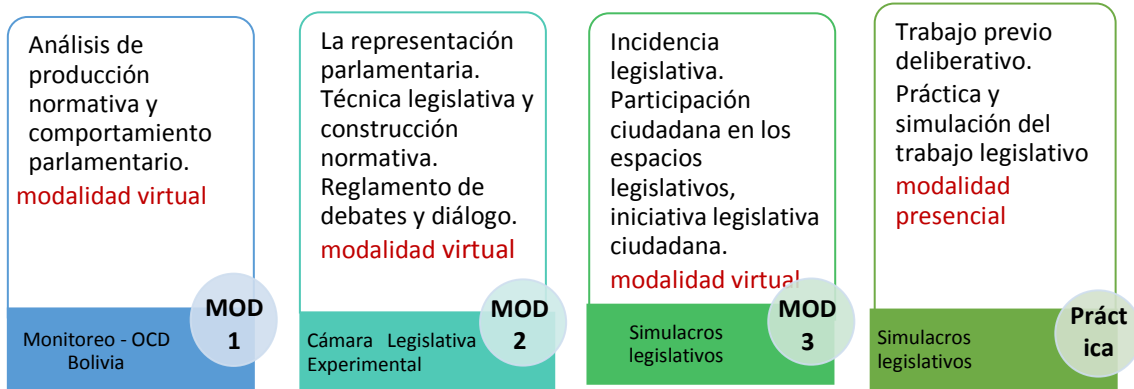 Análisis de
producción
normativa y
comportamiento
parlamentario.
modalidad virtual
Monitoreo - OCD
Bolivia
MOD
1
La representación
parlamentaria.
Técnica legislativa y
construcción
normativa.
Reglamento de
debates y diálogo.
modalidad virtual
Cámara Legislativa
Experimental
MOD
2
Incidencia
legislativa.
Participación
ciudadana en los
espacios
legislativos,
iniciativa legislativa
ciudadana.
modalidad virtual
Simulacros
legislativos
MOD
3
Trabajo previo
deliberativo.
Práctica y
simulación del
trabajo legislativo
modalidad
presencial
Simulacros
legislativos
Práct
ica